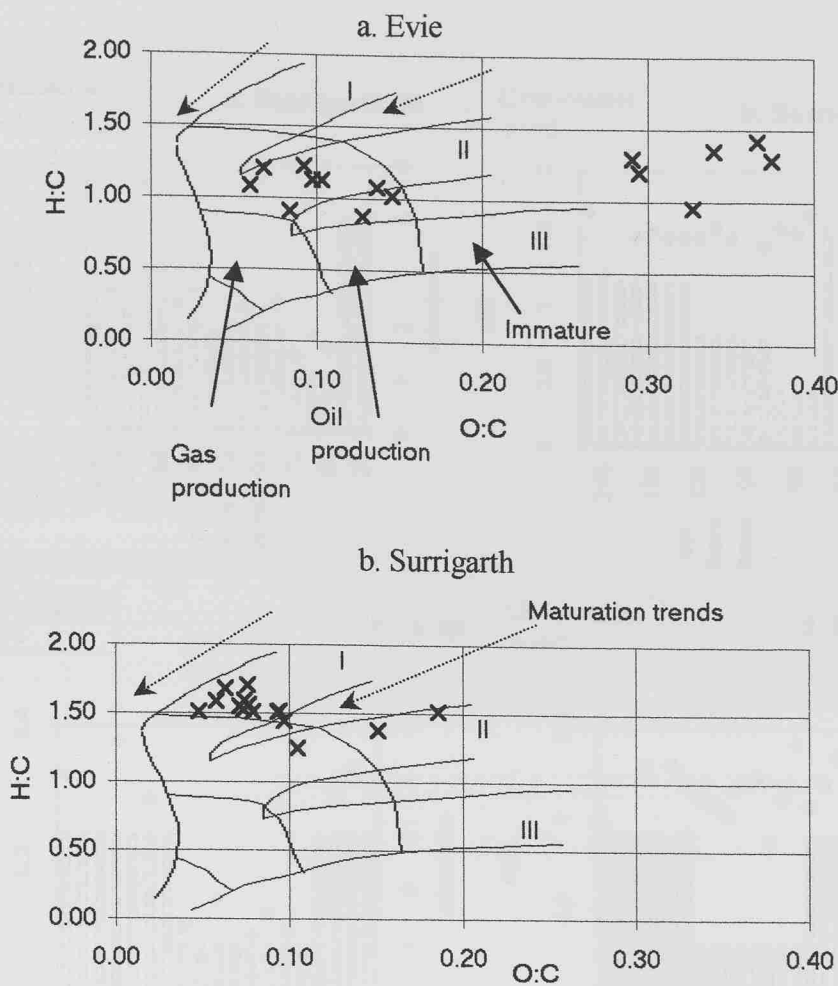 a. Evie
2.00
I
1.50
II
H:C
1.00
III
0.50
Immature
0.00
0.00
0.10
0.20
0.30
0.40
Oil
production
O:C
Gas
production
b. Surrigarth
Maturation trends
2.00
I
1.50
II
H:C
1.00
III
0.50
0.00
0.00
0.10
0.20
0.30
0.40
O:C